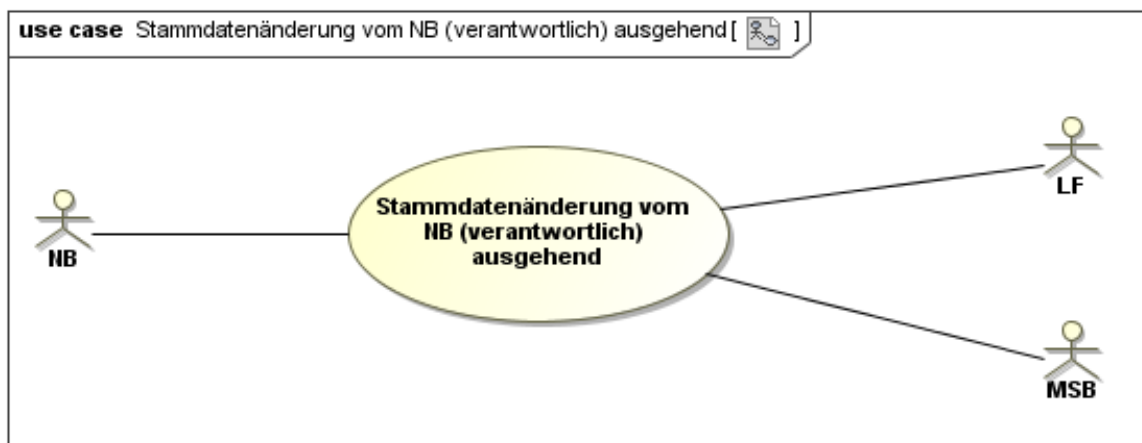 use case Stammdatenänderung vom NB (verantwortlich) ausgehend [ ]
LF
Stammdatenänderung vom
NB (verantwortlich)
ausgehend
NB
MSB